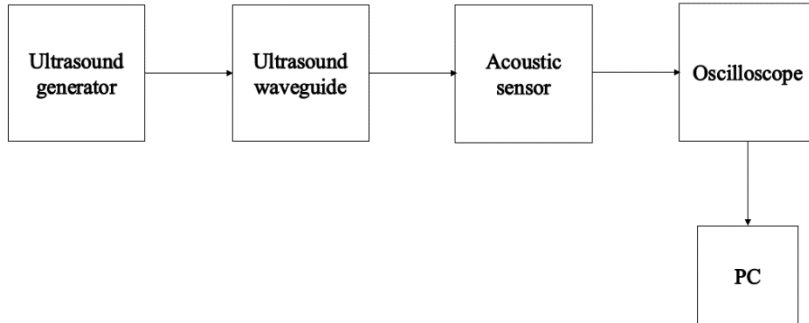 Ultrasound
generator
Ultrasound
waveguide
Acoustic
sensor
Oscilloscope
PC